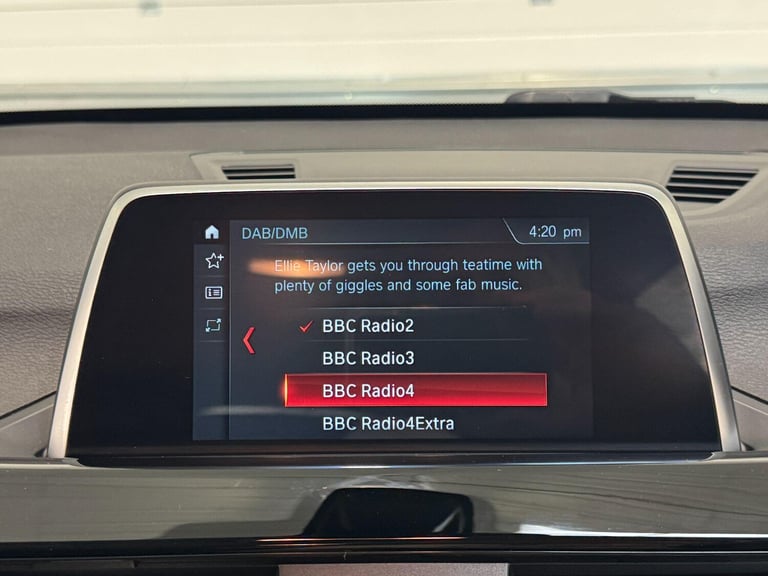 DAB/DMB
4:20 pm
Ellie Taylor gets you through teatime with
plenty of giggles and some fab music.
BBC Radio2
BBC Radio3
BBC Radio4
BBC Radio4Extra